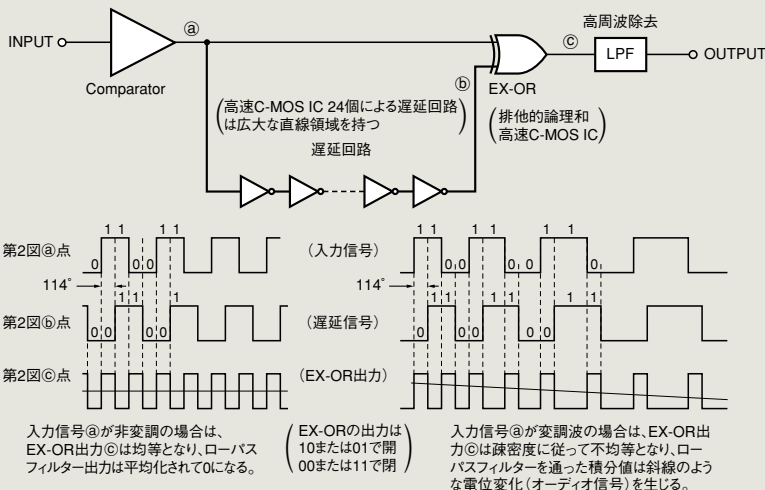 高周波除去
INPUT
ⓐ
ⓒ
LPF
OUTPUT
Comparator
ⓑ
EX-OR
(高速C-MOS IC 24個による遅延回路
は広大な直線領域を持つ)
(排他的論理和
高速C-MOS IC)
遅延回路
第2図ⓐ点
0 1 1 0 0 1 1
(入力信号)
1 1 1 1 1 1
0 0 0 0 0 0
114°
114°
第2図ⓑ点
0 0 1 1 0 0 1
(遅延信号)
1 1 1 1 1 1
0 0 0 0 0
第2図ⓒ点
(EX-OR出力)
入力信号ⓐが非変調の場合は、
EX-OR出力ⓒは均等となり、ローパス
フィルター出力は平均化されて0になる。
(EX-ORの出力は
10または01で開
00または11で閉)
入力信号ⓐが変調波の場合は、EX-OR出
力ⓒは疎密度に従って不均等となり、ロー
パスフィルターを通った積分値は斜線のよう
な電位変化(オーディオ信号)を生じる。